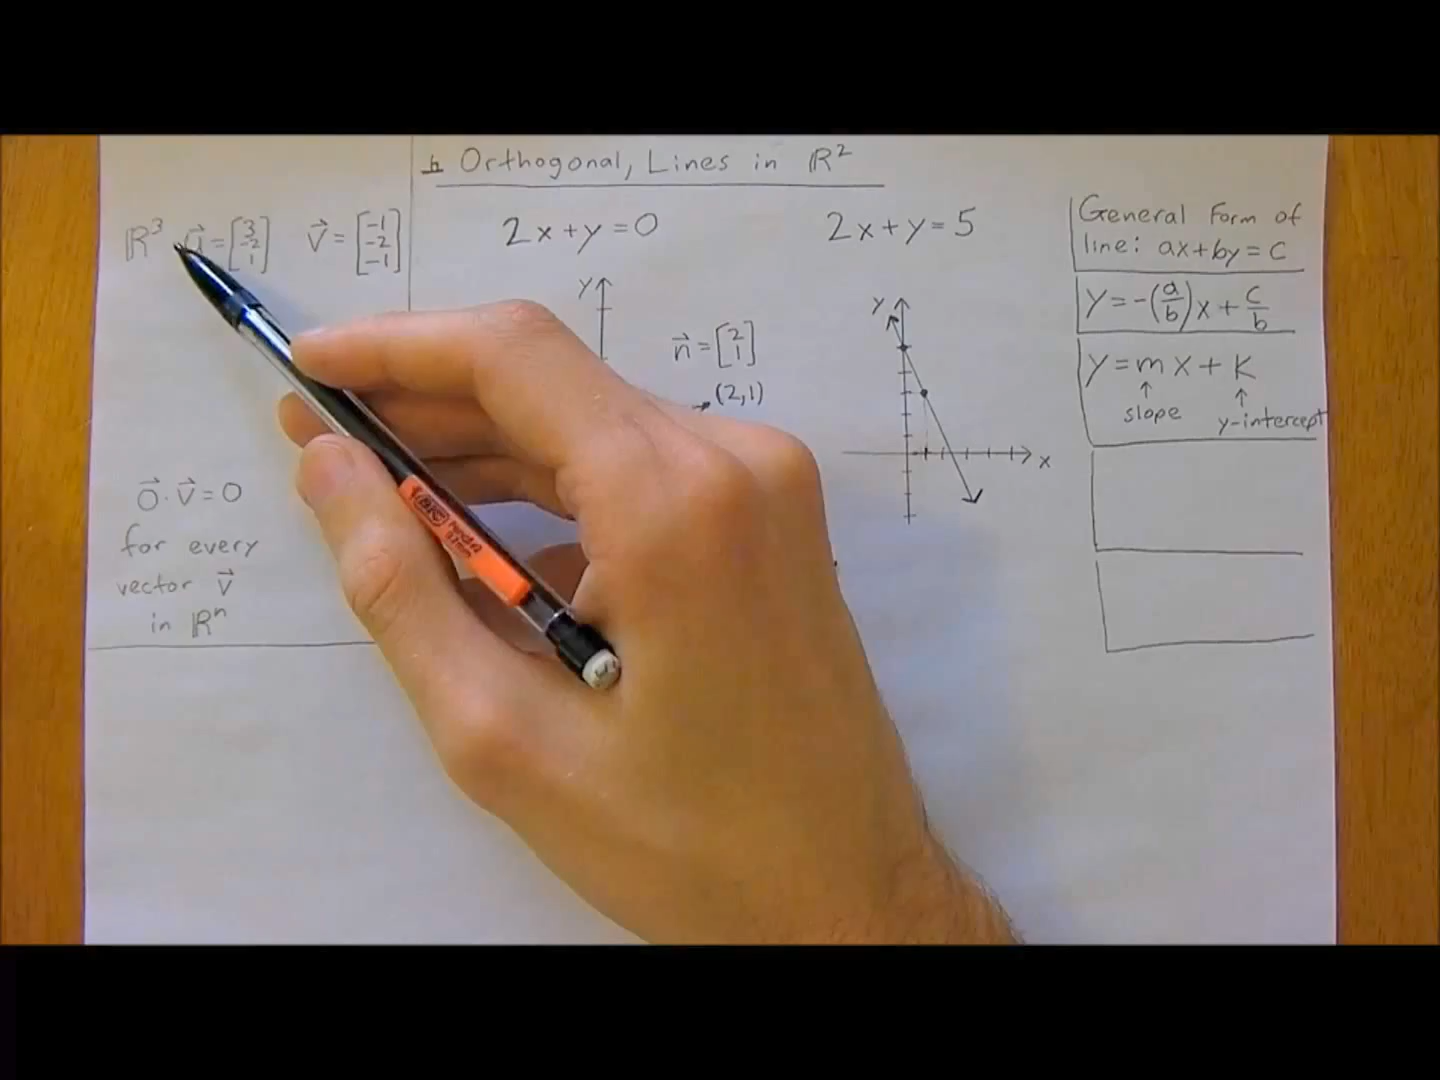 Orthogonal, Lines in ℝ²
ℝ³ u⃗ = [3 -2 1] v⃗ = [-1 -2 -1]
0⃗ · v⃗ = 0
for every
vector v⃗
in ℝⁿ
2x+y=0
y
n⃗ = [2 1]
(2,1)
2x+y=5
y
x
General Form of
line: ax+by=c
y=-(a/b)x+c/b
y=mx+k
slope
y-intercept
BIC